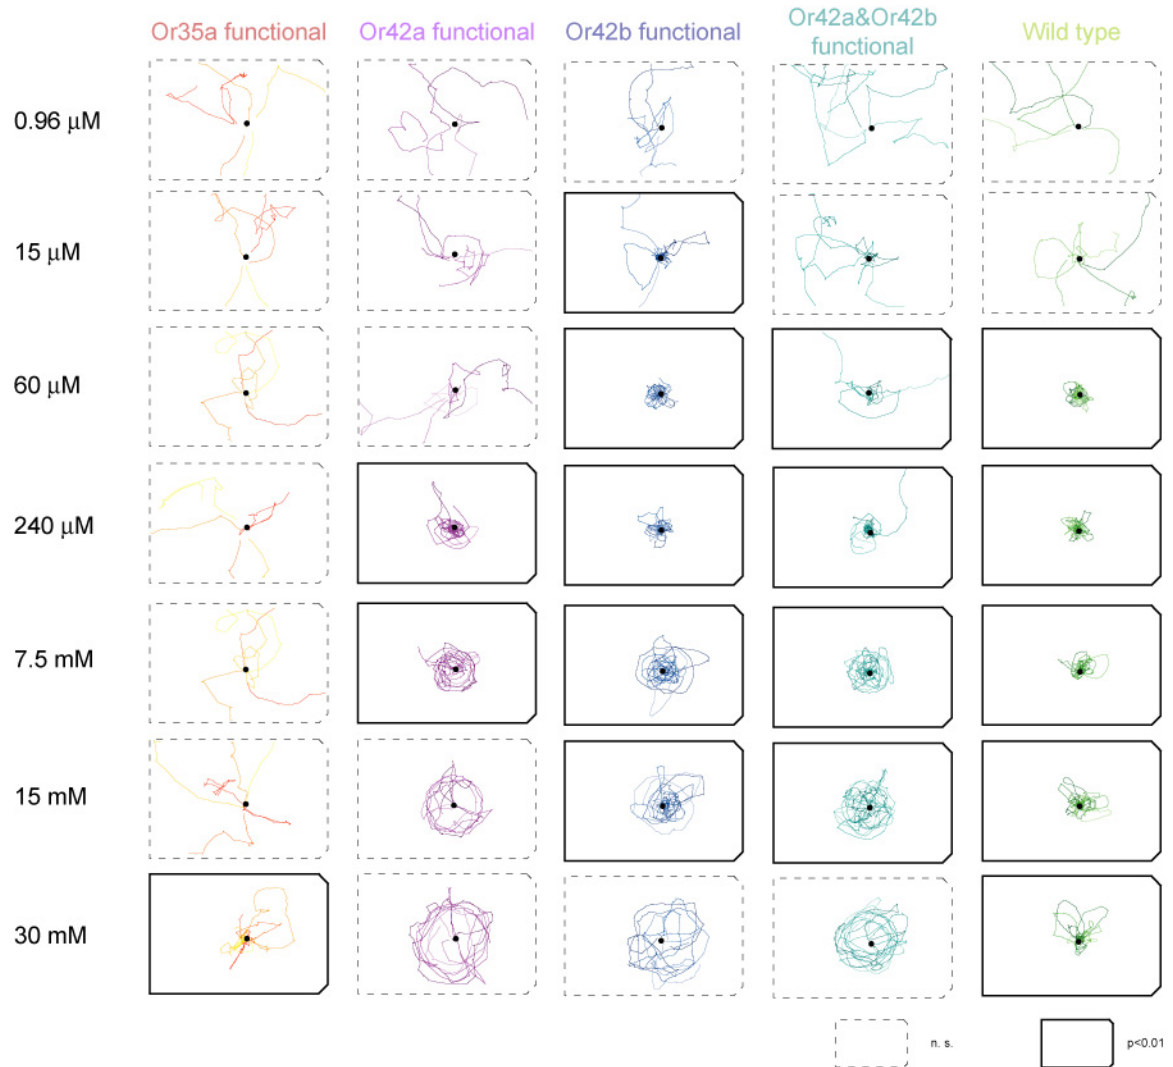 Or35a functional
Or42a functional
Or42b functional
Or42a&Or42b
functional
Wild type
0.96 μM
15 μM
60 μM
240 μM
7.5 mM
15 mM
30 mM
n. s.
p<0.01